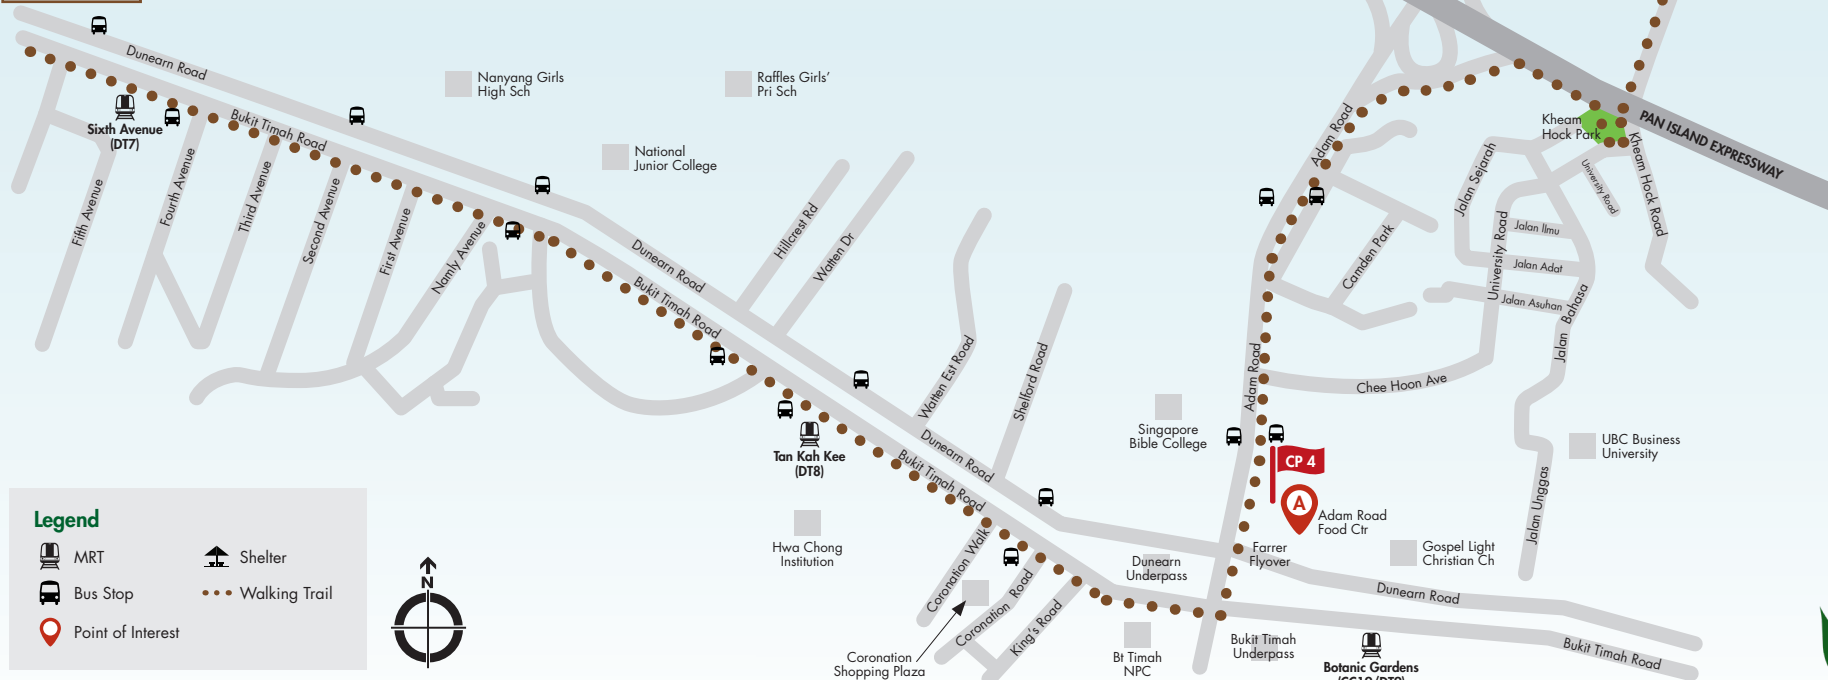 Dunearn Road
Nanyang Girls
High Sch
Raffles Girls'
Pri Sch
Sixth Avenue
(DT7)
Bukit Timah Road
National
Junior College
Fifth Avenue
Fourth Avenue
Third Avenue
Second Avenue
First Avenue
Namly Avenue
Hillcrest Rd
Watten Dr
Dunearn Road
Bukit Timah Road
Watten Est Road
Shelford Road
Tan Kah Kee
(DT8)
Dunearn Road
Bukit Timah Road
Hwa Chong
Institution
Coronation Walk
Coronation Road
King's Road
Coronation
Shopping Plaza
Dunearn
Underpass
Bt Timah
NPC
Bukit Timah
Underpass
Botanic Gardens
Farrer
Flyover
Dunearn Road
Bukit Timah Road
Gospel Light
Christian Ch
CP 4
A
Adam Road
Food Ctr
Singapore
Bible College
Adam Road
Adam Road
Camden Park
Chee Hoon Ave
Kheam
Hock Park
PAN ISLAND EXPRESSWAY
Kheam Hock Road
University Road
Jalan Sejarah
University Road
Jalan Ilmu
Jalan Adat
Jalan Asuhan
Jalan Bahasa
Jalan Unggas
UBC Business
University
Legend
MRT
Shelter
Bus Stop
Walking Trail
Point of Interest
N